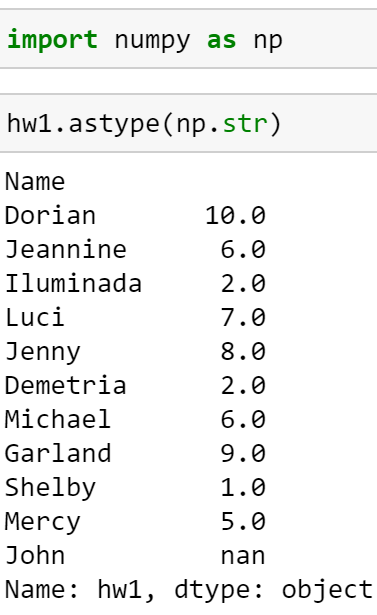 import numpy as np
hw1.astype(np.str)
Name
Dorian       10.0
Jeannine      6.0
Iluminada     2.0
Luci          7.0
Jenny         8.0
Demetria      2.0
Michael       6.0
Garland       9.0
Shelby        1.0
Mercy         5.0
John          nan
Name: hw1, dtype: object